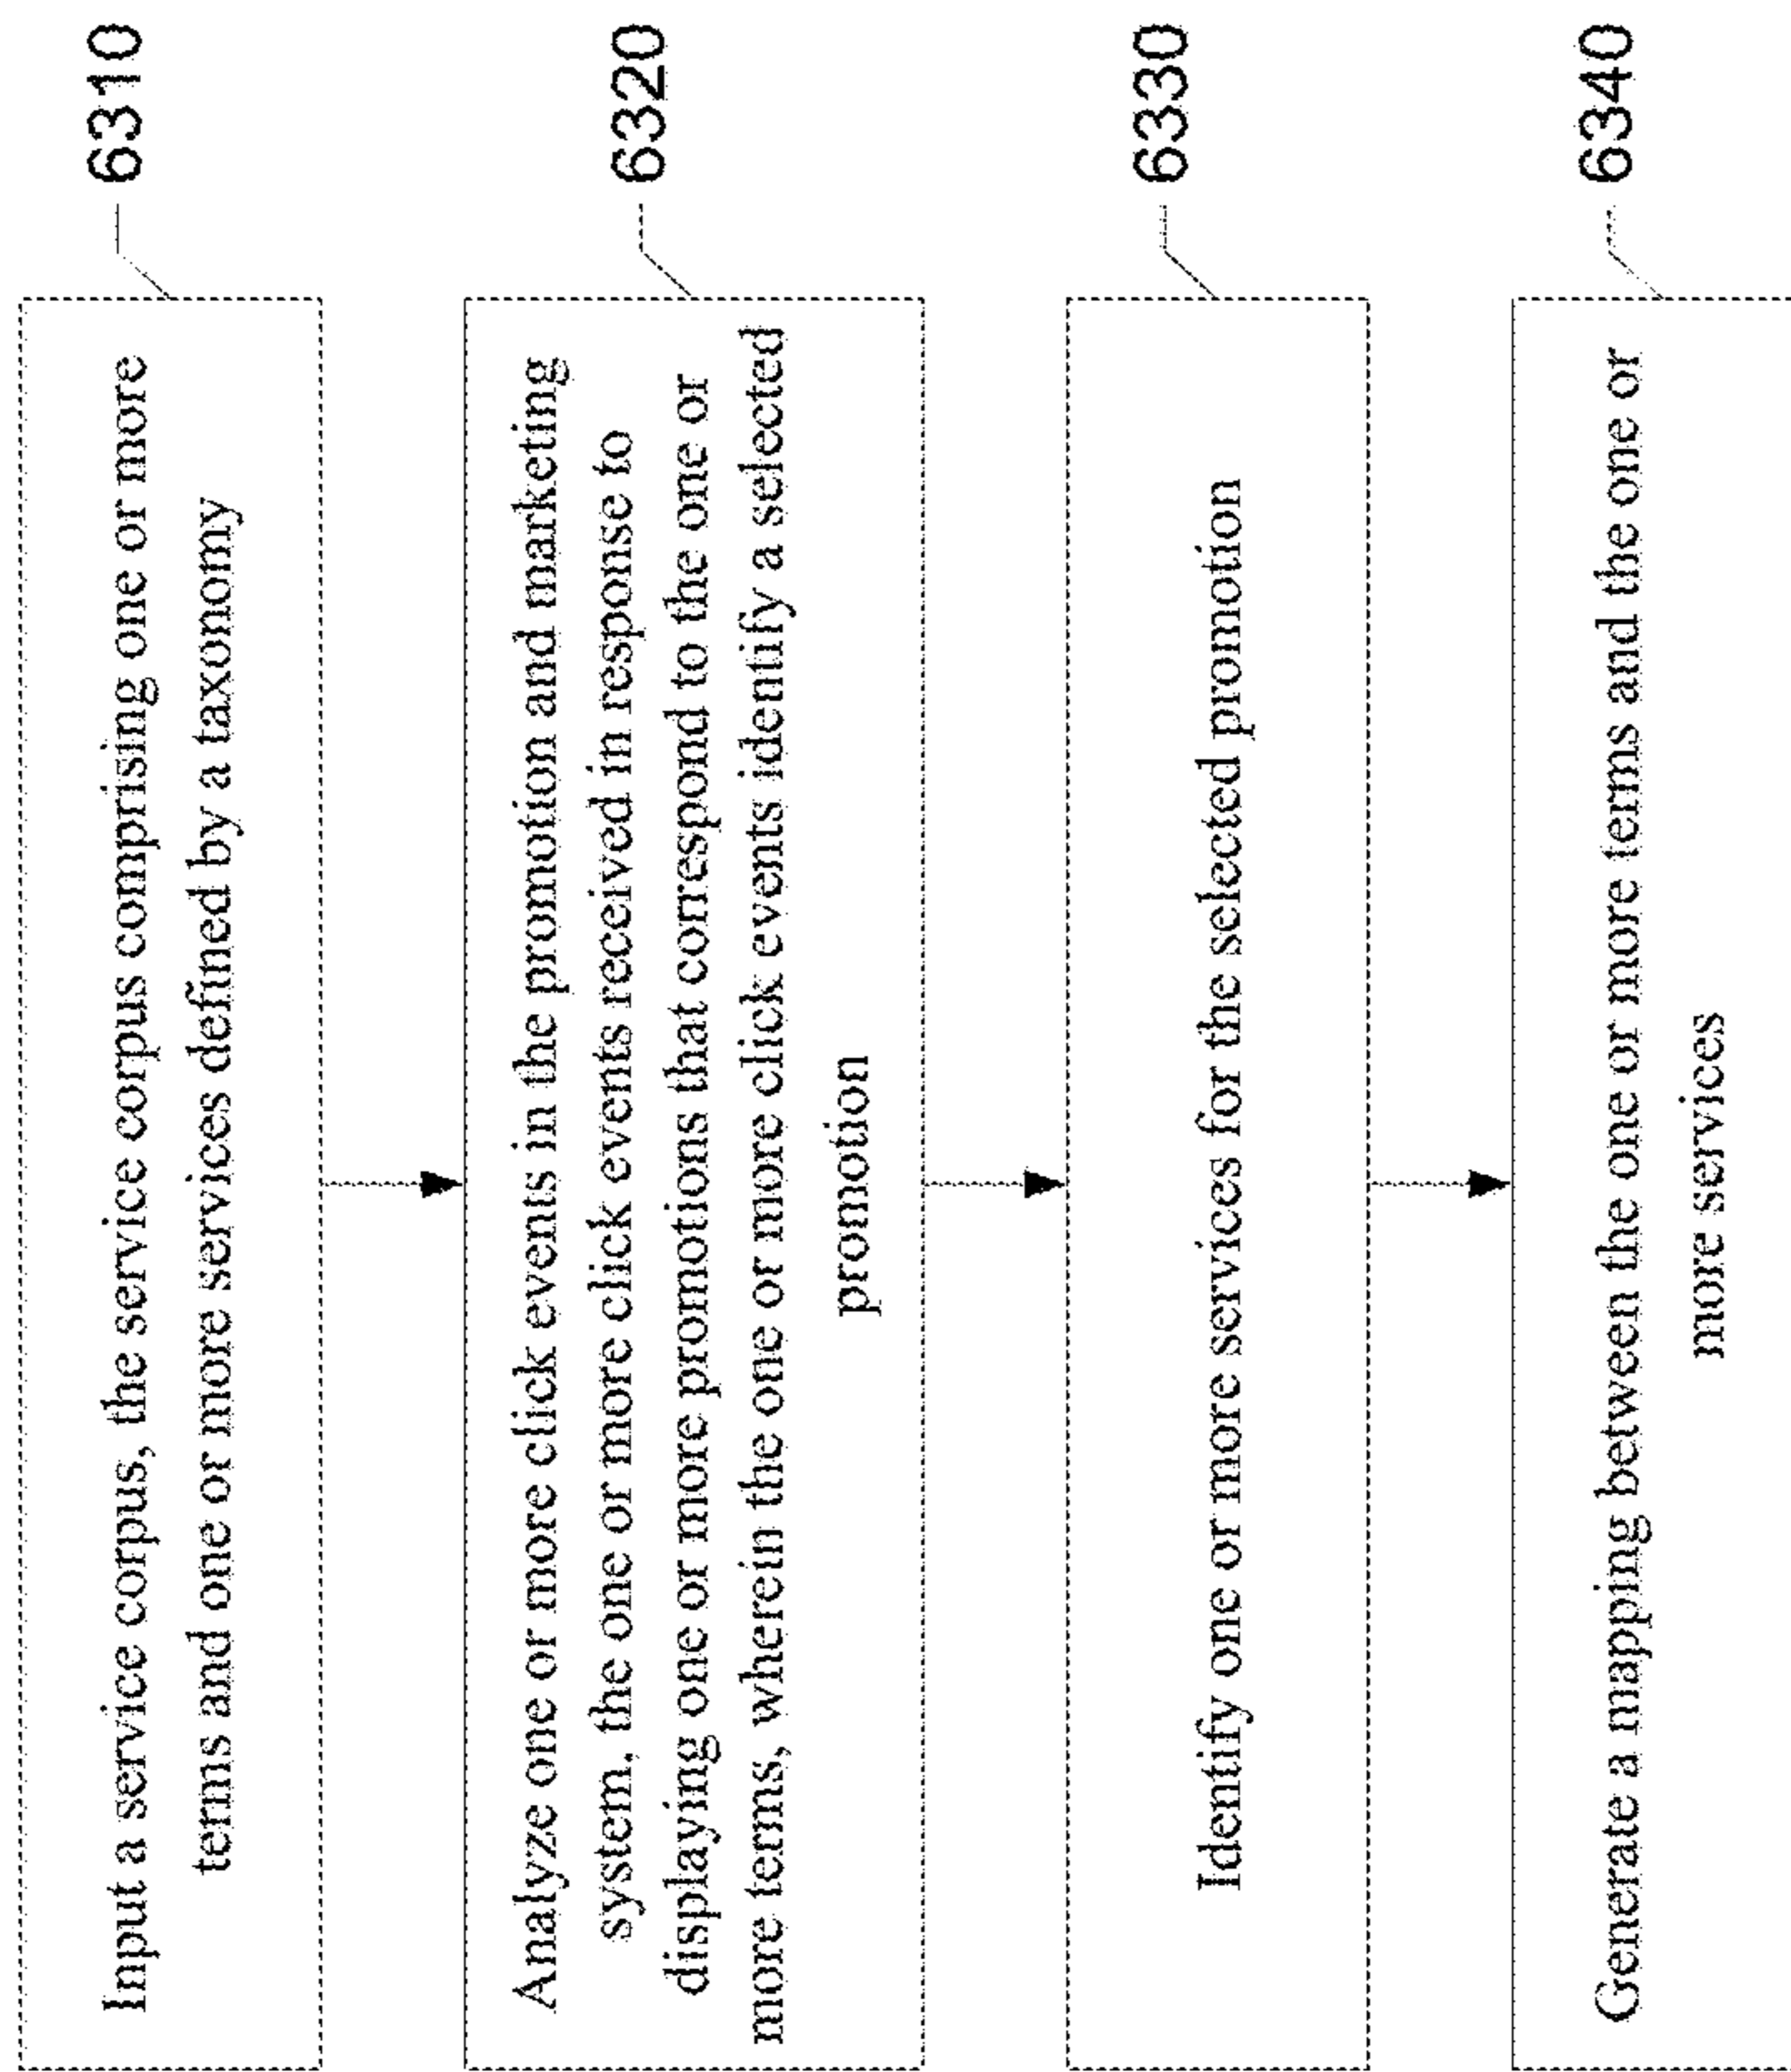 Input a service corpus, the service corpus comprising one or more
terms and one or more services defined by a taxonomy
6310
Analyze one or more click events in the promotion and marketing
system, the one or more click events received in response to
displaying one or more promotions that correspond to the one or
more terms, wherein the one or more click events identify a selected
promotion
6320
Identify one or more services for the selected promotion
6330
Generate a mapping between the one or more terms and the one or
more services
6340